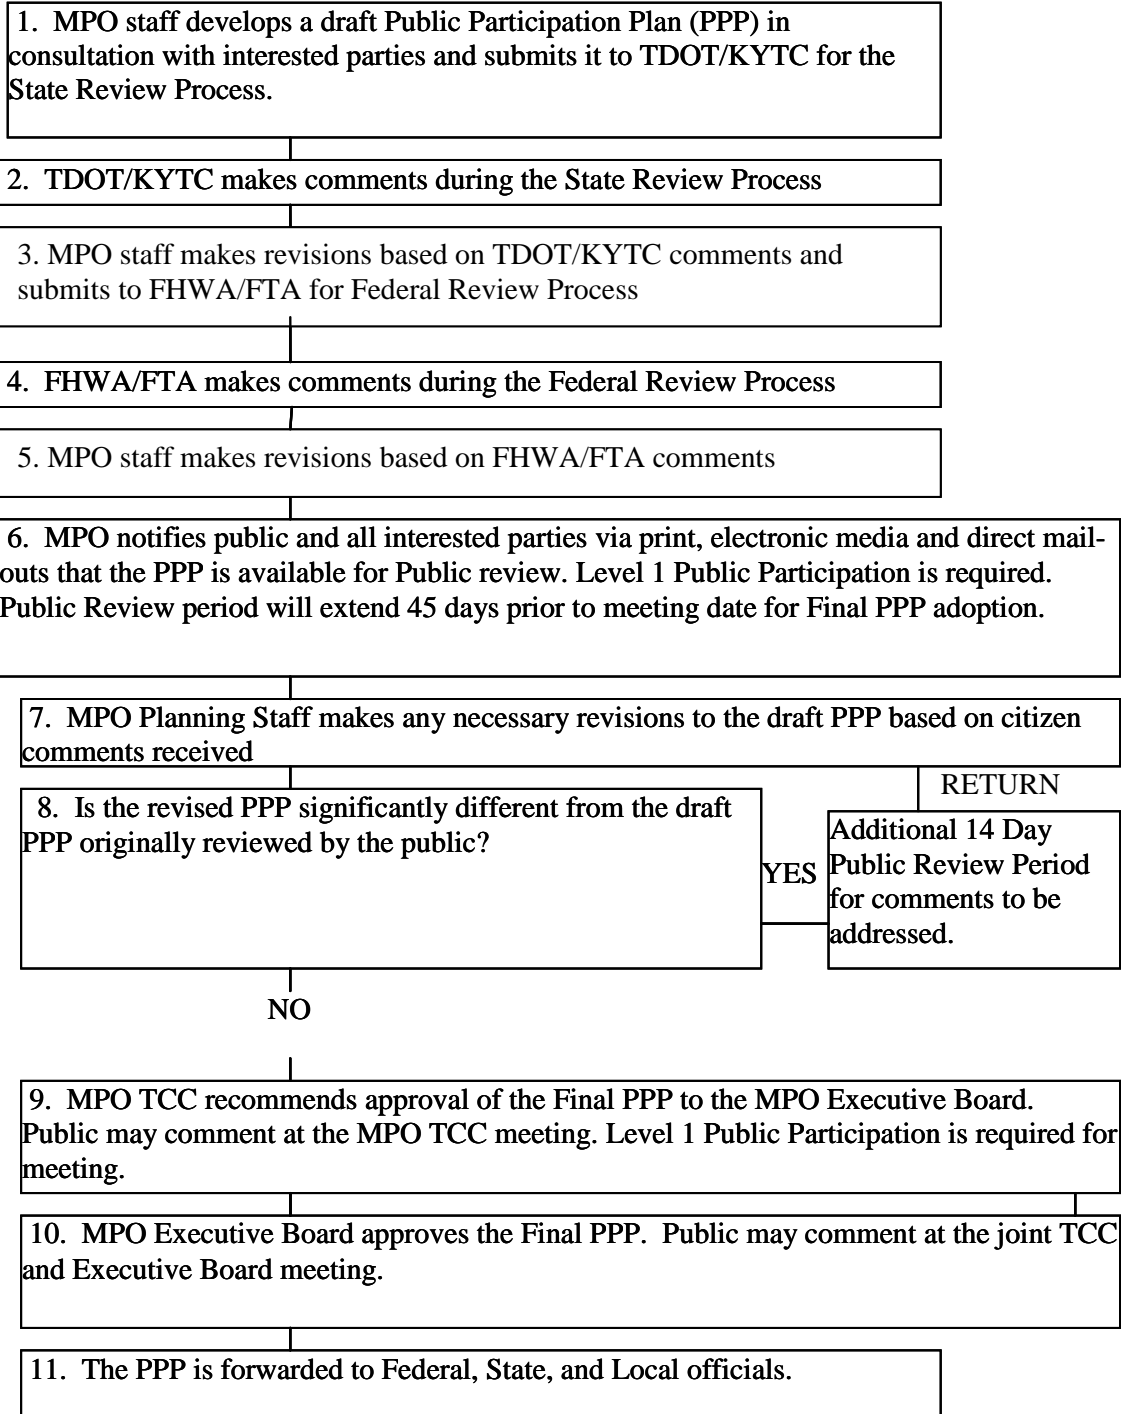 1. MPO staff develops a draft Public Participation Plan (PPP) in
consultation with interested parties and submits it to TDOT/KYTC for the
State Review Process.
2. TDOT/KYTC makes comments during the State Review Process
3. MPO staff makes revisions based on TDOT/KYTC comments and
submits to FHWA/FTA for Federal Review Process
4. FHWA/FTA makes comments during the Federal Review Process
5. MPO staff makes revisions based on FHWA/FTA comments
6. MPO notifies public and all interested parties via print, electronic media and direct mail-
outs that the PPP is available for Public review. Level 1 Public Participation is required.
Public Review period will extend 45 days prior to meeting date for Final PPP adoption.
7. MPO Planning Staff makes any necessary revisions to the draft PPP based on citizen
comments received
RETURN
8. Is the revised PPP significantly different from the draft
PPP originally reviewed by the public?
YES
Additional 14 Day
Public Review Period
for comments to be
addressed.
NO
9. MPO TCC recommends approval of the Final PPP to the MPO Executive Board.
Public may comment at the MPO TCC meeting. Level 1 Public Participation is required for
meeting.
10. MPO Executive Board approves the Final PPP. Public may comment at the joint TCC
and Executive Board meeting.
11. The PPP is forwarded to Federal, State, and Local officials.